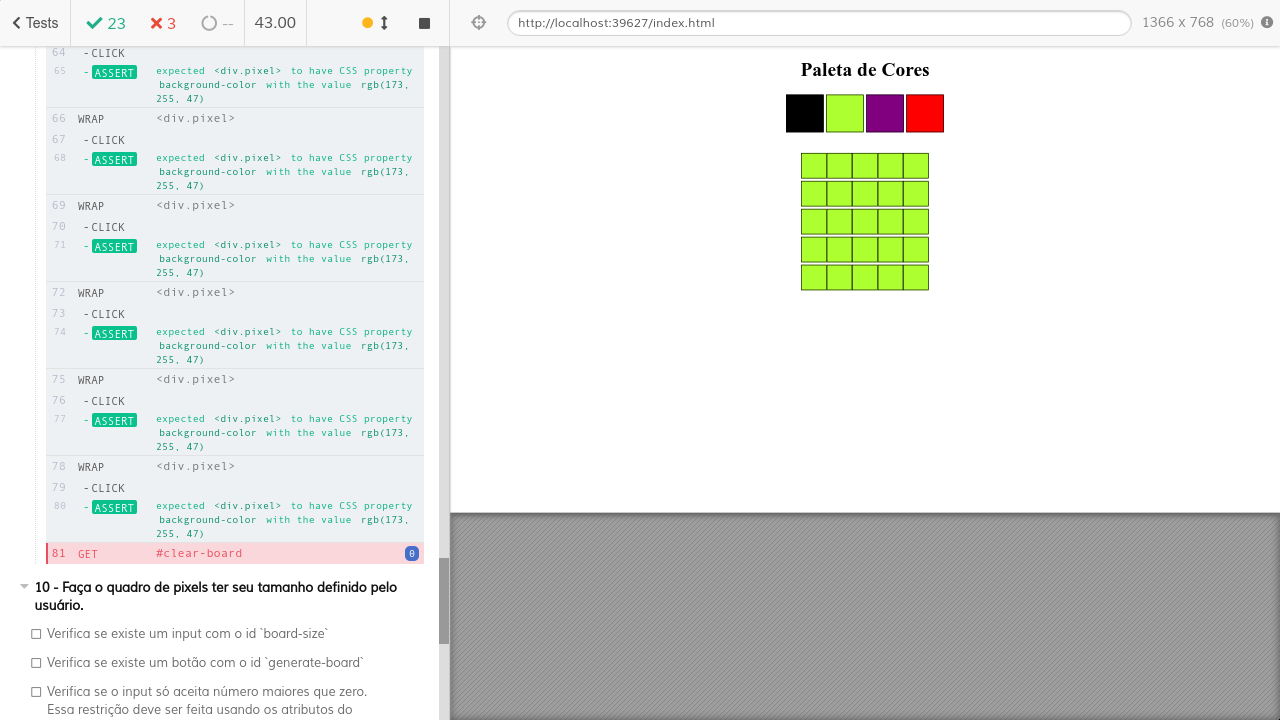 Tests 23 3 -- 43.00 http://localhost:39627/index.html 1366 x 768 (60%)
64 -CLICK
65 -ASSERT expected <div.pixel> to have CSS property
background-color with the value rgb(173,
255, 47)
66 WRAP <div.pixel>
67 -CLICK
68 -ASSERT expected <div.pixel> to have CSS property
background-color with the value rgb(173,
255, 47)
69 WRAP <div.pixel>
70 -CLICK
71 -ASSERT expected <div.pixel> to have CSS property
background-color with the value rgb(173,
255, 47)
72 WRAP <div.pixel>
73 -CLICK
74 -ASSERT expected <div.pixel> to have CSS property
background-color with the value rgb(173,
255, 47)
75 WRAP <div.pixel>
76 -CLICK
77 -ASSERT expected <div.pixel> to have CSS property
background-color with the value rgb(173,
255, 47)
78 WRAP <div.pixel>
79 -CLICK
80 -ASSERT expected <div.pixel> to have CSS property
background-color with the value rgb(173,
255, 47)
81 GET #clear-board 0
10 - Faça o quadro de pixels ter seu tamanho definido pelo
usuário.
Verifica se existe um input com o id `board-size`
Verifica se existe um botão com o id `generate-board`
Verifica se o input só aceita número maiores que zero.
Essa restrição deve ser feita usando os atributos do
Paleta de Cores